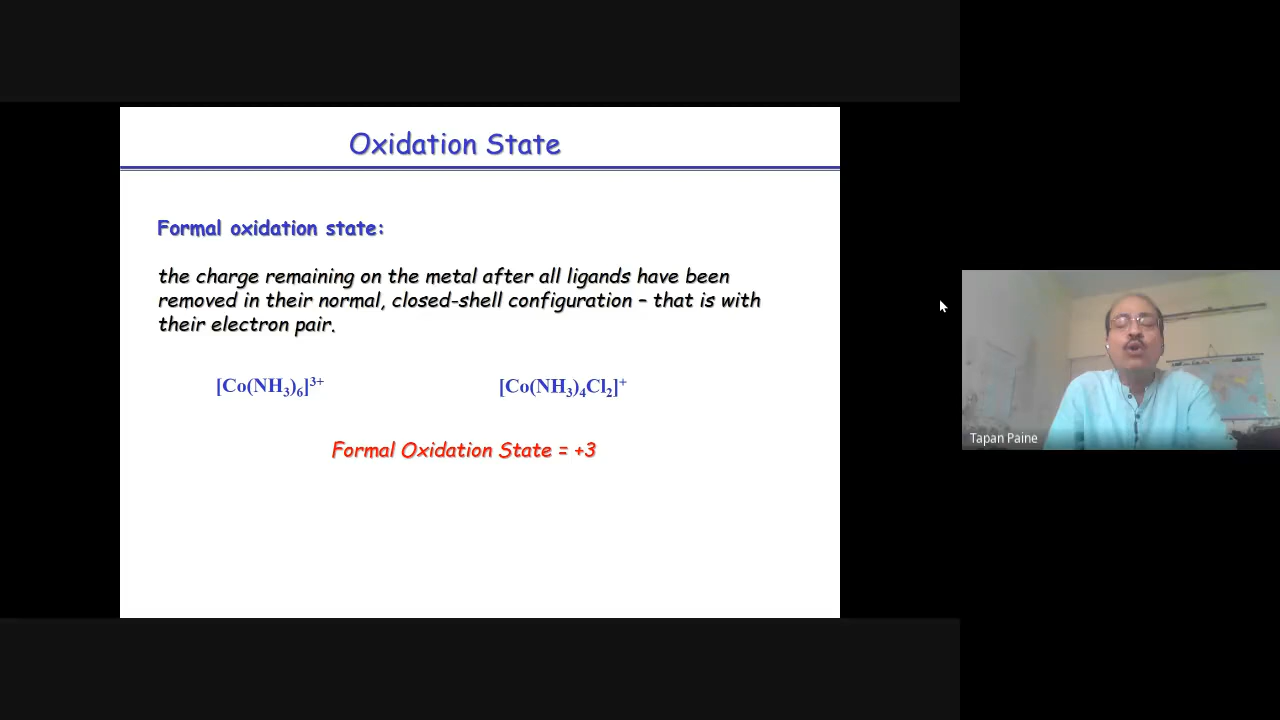 Oxidation State
Formal oxidation state:
the charge remaining on the metal after all ligands have been
removed in their normal, closed-shell configuration – that is with
their electron pair.
[Co(NH₃)₆]³⁺ [Co(NH₃)₄Cl₂]⁺
Formal Oxidation State = +3
Tapan Paine